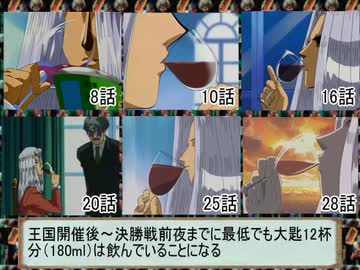 8話
10話
16話
20話
25話
28話
王国開催後～決勝戦前夜までに最低でも大匙12杯
分(180ml)は飲んでいることになる